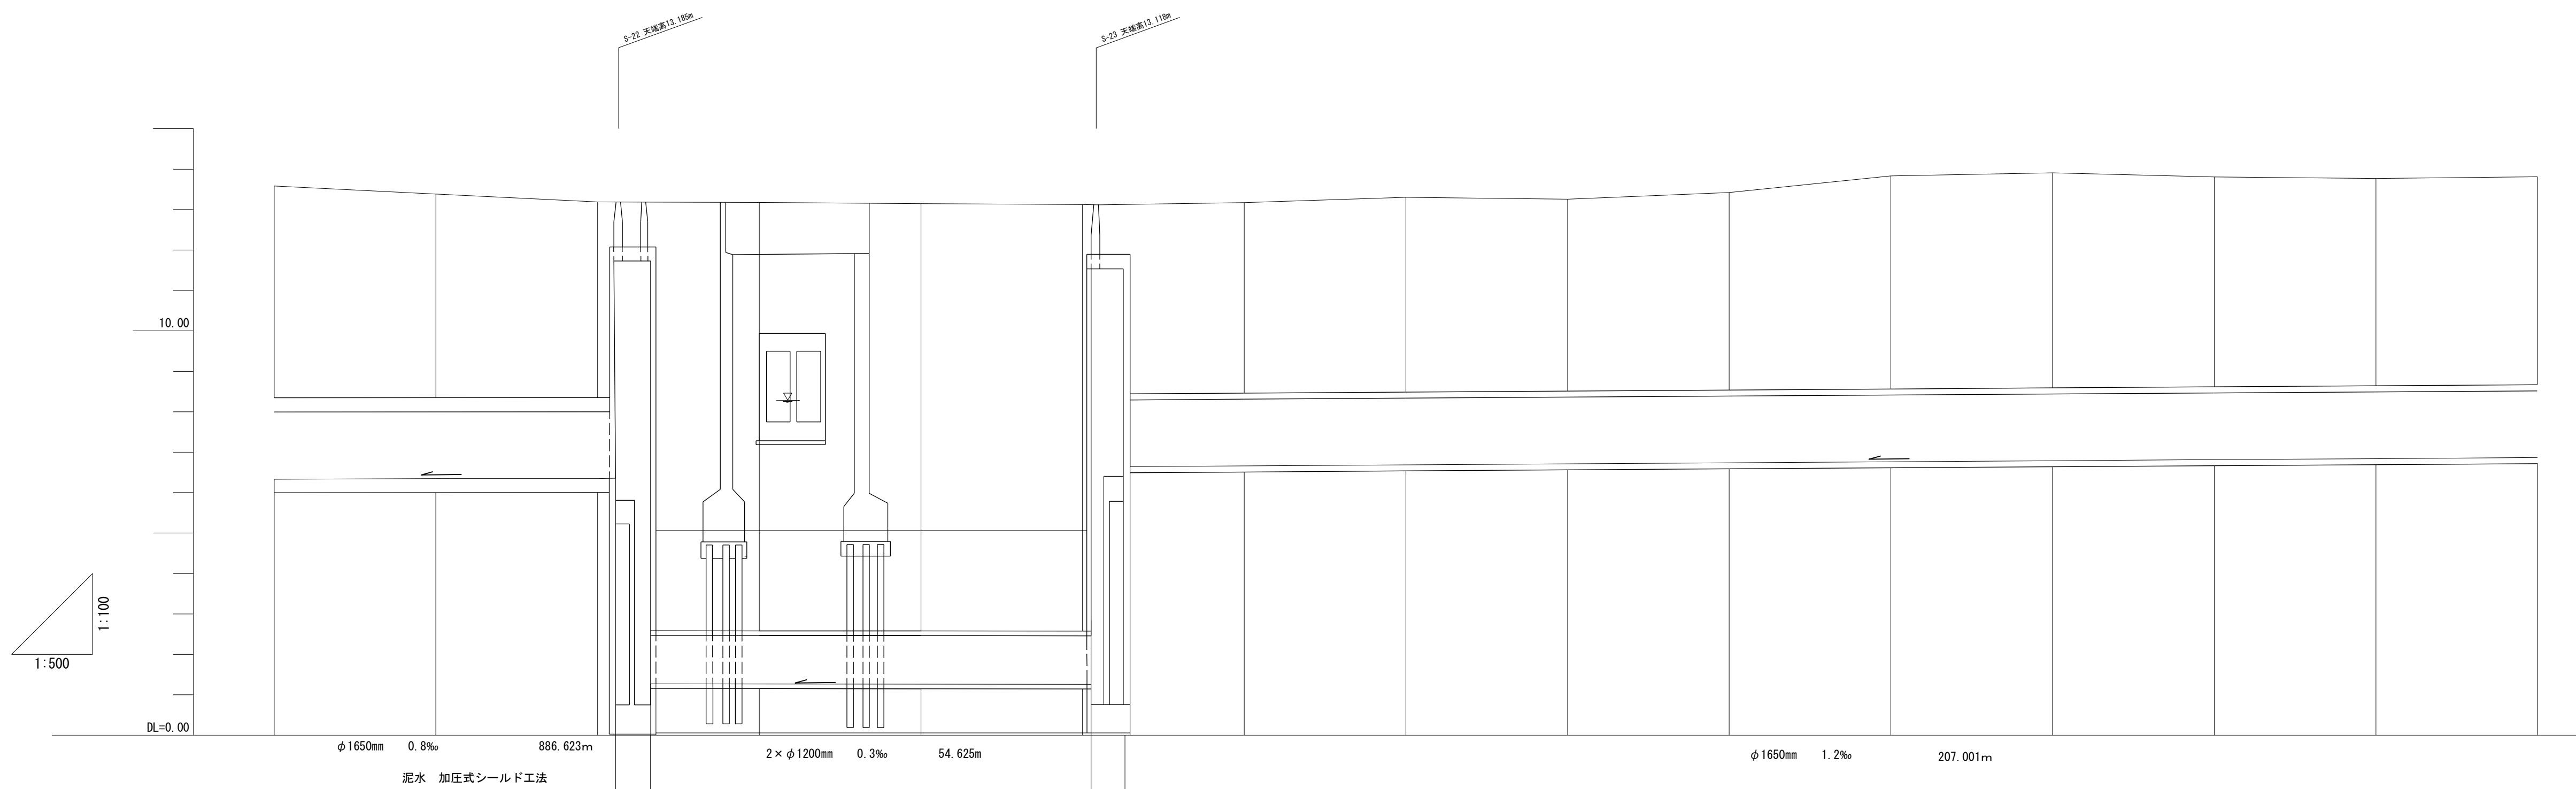 S-22 天端高13.185m
S-23 天端高13.118m
10.00
1:100
1:500
DL=0.00
φ1650mm 0.8‰ 886.623m
2×φ1200mm 0.3‰ 54.625m
φ1650mm 1.2‰ 207.001m
泥水 加圧式シールド工法